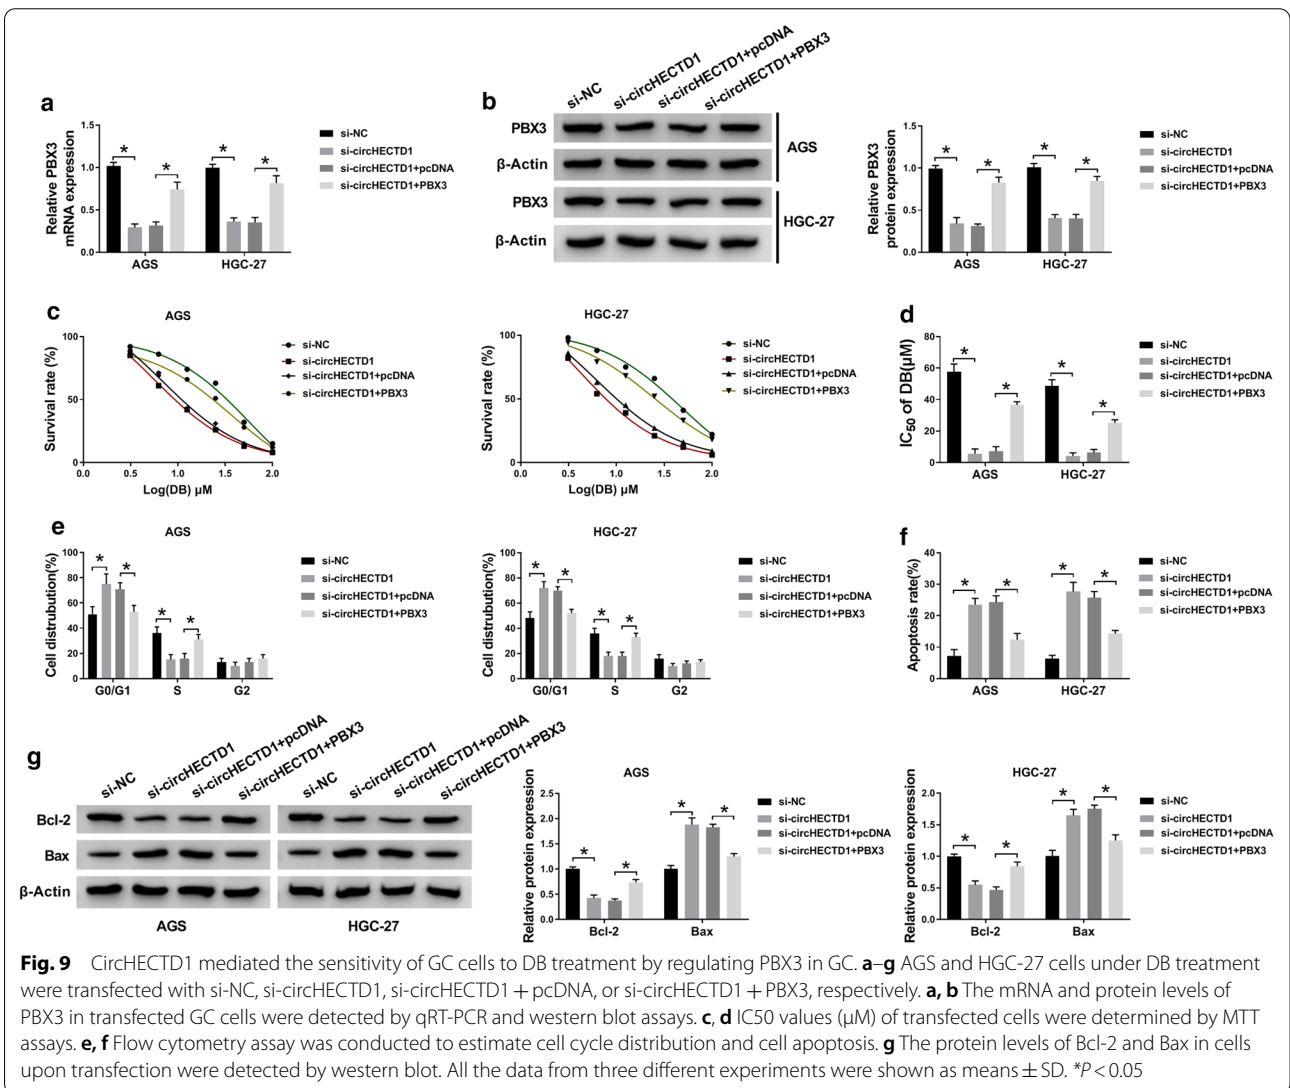 a
Relative PBX3
mRNA expression
1.5
1.0
0.5
0.0
* * * *
AGS HGC-27
si-NC
si-circHECTD1
si-circHECTD1+pcDNA
si-circHECTD1+PBX3
b
si-NC si-circHECTD1 si-circHECTD1+pcDNA si-circHECTD1+PBX3
PBX3
β-Actin
AGS
PBX3
β-Actin
HGC-27
Relative PBX3
protein expression
1.5
1.0
0.5
0.0
* * * *
AGS HGC-27
si-NC
si-circHECTD1
si-circHECTD1+pcDNA
si-circHECTD1+PBX3
c
AGS
Survival rate (%)
100
50
0
0.0 0.5 1.0 1.5 2.0
Log(DB) μM
si-NC
si-circHECTD1
si-circHECTD1+pcDNA
si-circHECTD1+PBX3
HGC-27
Survival rate (%)
100
50
0
0.0 0.5 1.0 1.5 2.0
Log(DB) μM
si-NC
si-circHECTD1
si-circHECTD1+pcDNA
si-circHECTD1+PBX3
d
IC50 of DB(μM)
80
60
40
20
0
* * * *
AGS HGC-27
si-NC
si-circHECTD1
si-circHECTD1+pcDNA
si-circHECTD1+PBX3
e
AGS
Cell distrubution(%)
100
80
60
40
20
0
* * * *
G0/G1 S G2
si-NC
si-circHECTD1
si-circHECTD1+pcDNA
si-circHECTD1+PBX3
HGC-27
Cell distrubution(%)
100
80
60
40
20
0
* * * *
G0/G1 S G2
si-NC
si-circHECTD1
si-circHECTD1+pcDNA
si-circHECTD1+PBX3
f
Apoptosis rate(%)
40
30
20
10
0
* * * *
AGS HGC-27
si-NC
si-circHECTD1
si-circHECTD1+pcDNA
si-circHECTD1+PBX3
g
si-NC si-circHECTD1 si-circHECTD1+pcDNA si-circHECTD1+PBX3 si-NC si-circHECTD1 si-circHECTD1+pcDNA si-circHECTD1+PBX3
Bcl-2
Bax
β-Actin
AGS HGC-27
AGS
Relative protein expression
2.5
2.0
1.5
1.0
0.5
0.0
* * * *
Bcl-2 Bax
si-NC
si-circHECTD1
si-circHECTD1+pcDNA
si-circHECTD1+PBX3
HGC-27
Relative protein expression
2.0
1.5
1.0
0.5
0.0
* * * *
Bcl-2 Bax
si-NC
si-circHECTD1
si-circHECTD1+pcDNA
si-circHECTD1+PBX3
Fig. 9 CircHECTD1 mediated the sensitivity of GC cells to DB treatment by regulating PBX3 in GC. a–g AGS and HGC-27 cells under DB treatment
were transfected with si-NC, si-circHECTD1, si-circHECTD1 + pcDNA, or si-circHECTD1 + PBX3, respectively. a, b The mRNA and protein levels of
PBX3 in transfected GC cells were detected by qRT-PCR and western blot assays. c, d IC50 values (μM) of transfected cells were determined by MTT
assays. e, f Flow cytometry assay was conducted to estimate cell cycle distribution and cell apoptosis. g The protein levels of Bcl-2 and Bax in cells
upon transfection were detected by western blot. All the data from three different experiments were shown as means ± SD. *P < 0.05